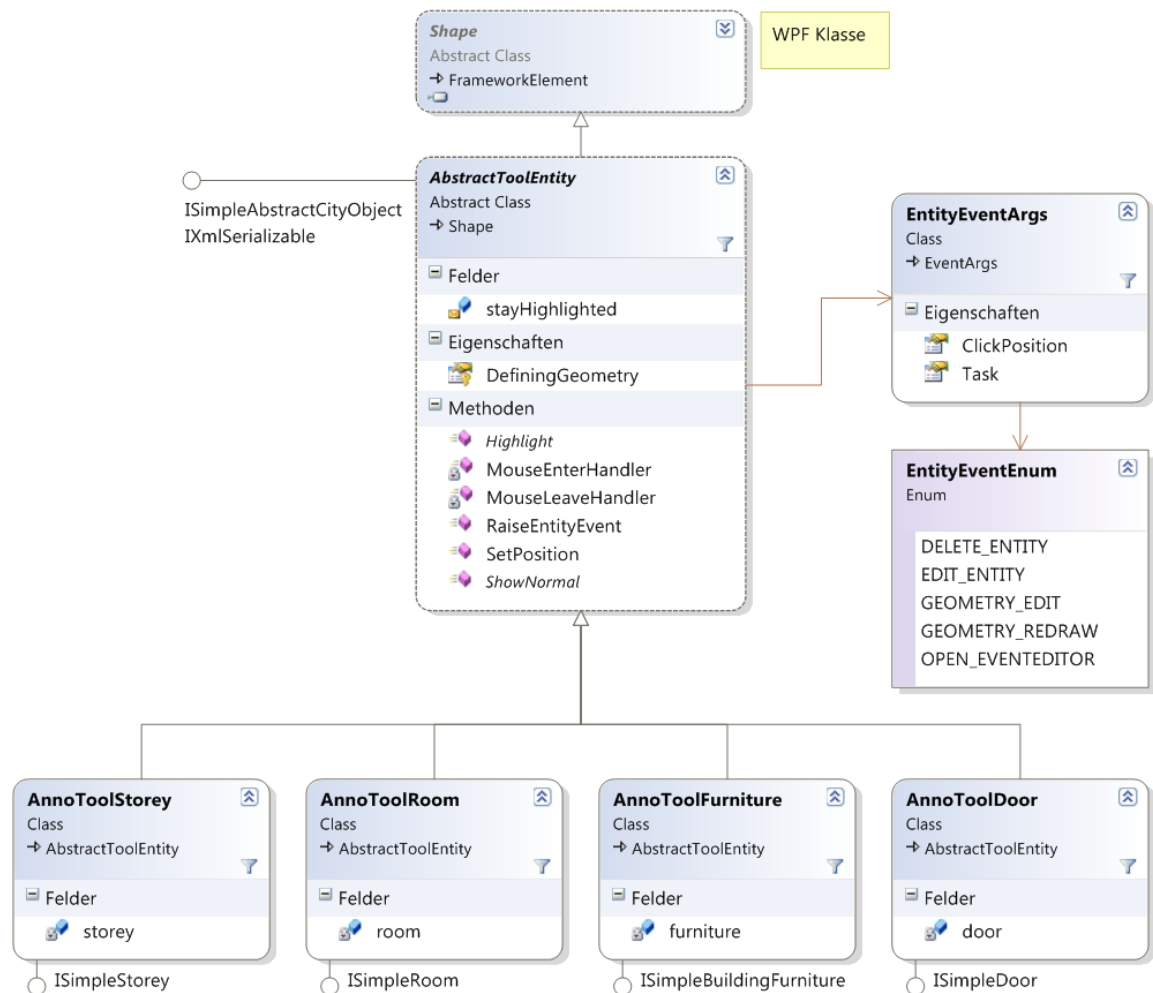 Shape
Abstract Class
FrameworkElement
WPF Klasse
ISimpleAbstractCityObject
IXmlSerializable
AbstractToolEntity
Abstract Class
Shape
Felder
stayHighlighted
Eigenschaften
DefiningGeometry
Methoden
Highlight
MouseEnterHandler
MouseLeaveHandler
RaiseEntityEvent
SetPosition
ShowNormal
EntityEventArgs
Class
EventArgs
Eigenschaften
ClickPosition
Task
EntityEventEnum
Enum
DELETE_ENTITY
EDIT_ENTITY
GEOMETRY_EDIT
GEOMETRY_REDRAW
OPEN_EVENTEDITOR
AnnoToolStorey
Class
AbstractToolEntity
Felder
storey
ISimpleStorey
AnnoToolRoom
Class
AbstractToolEntity
Felder
room
ISimpleRoom
AnnoToolFurniture
Class
AbstractToolEntity
Felder
furniture
ISimpleBuildingFurniture
AnnoToolDoor
Class
AbstractToolEntity
Felder
door
ISimpleDoor